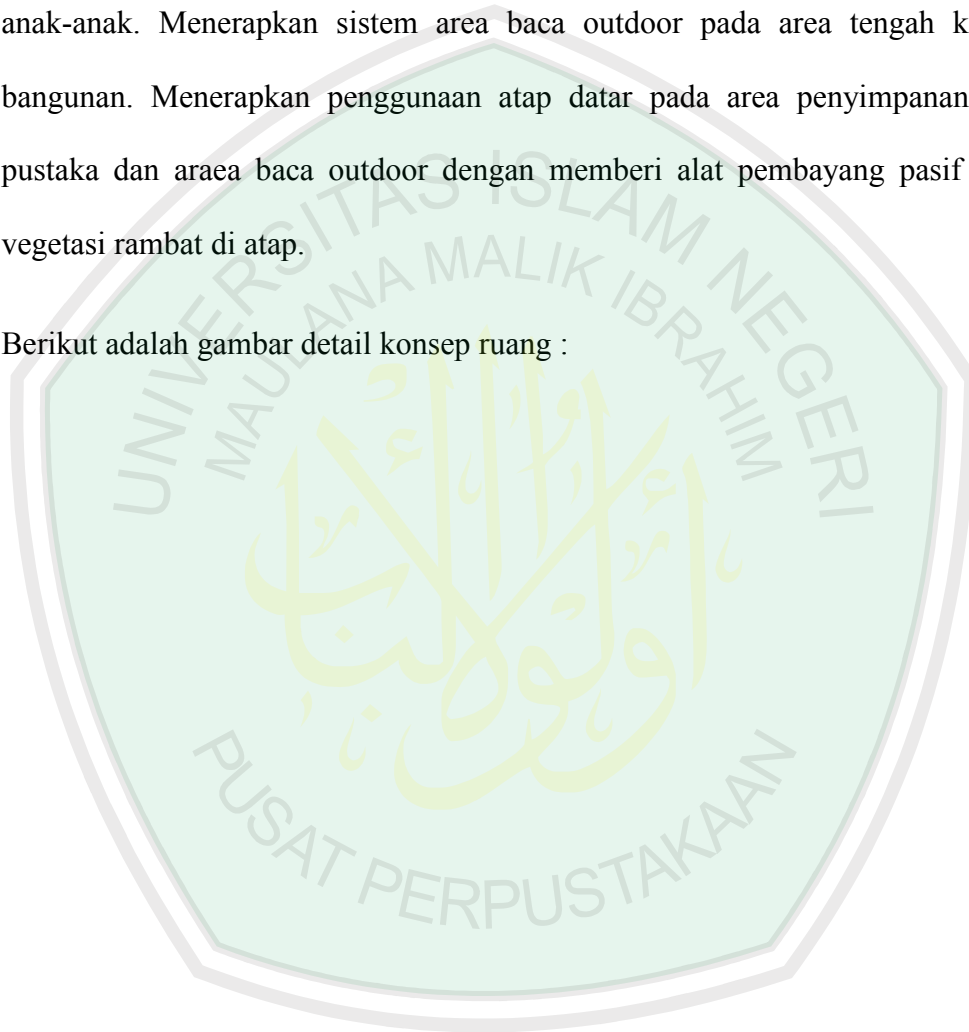 anak-anak. Menerapkan sistem area baca outdoor pada area tengah k
bangunan. Menerapkan penggunaan atap datar pada area penyimpanan
pustaka dan araea baca outdoor dengan memberi alat pembayang pasif
vegetasi rambat di atap.
Berikut adalah gambar detail konsep ruang :
UNIVERSITAS ISLAM NEGERI
MAULANA MALIK IBRAHIM
أولوا الألباب
PUSAT PERPUSTAKAAN